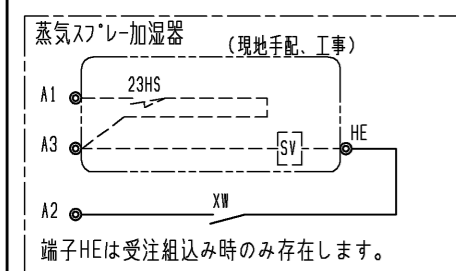 蒸気スプレー加湿器
(現地手配、工事)
A1
23HS
A3
SV
HE
A2
XW
端子HEは受注組込み時のみ存在します。